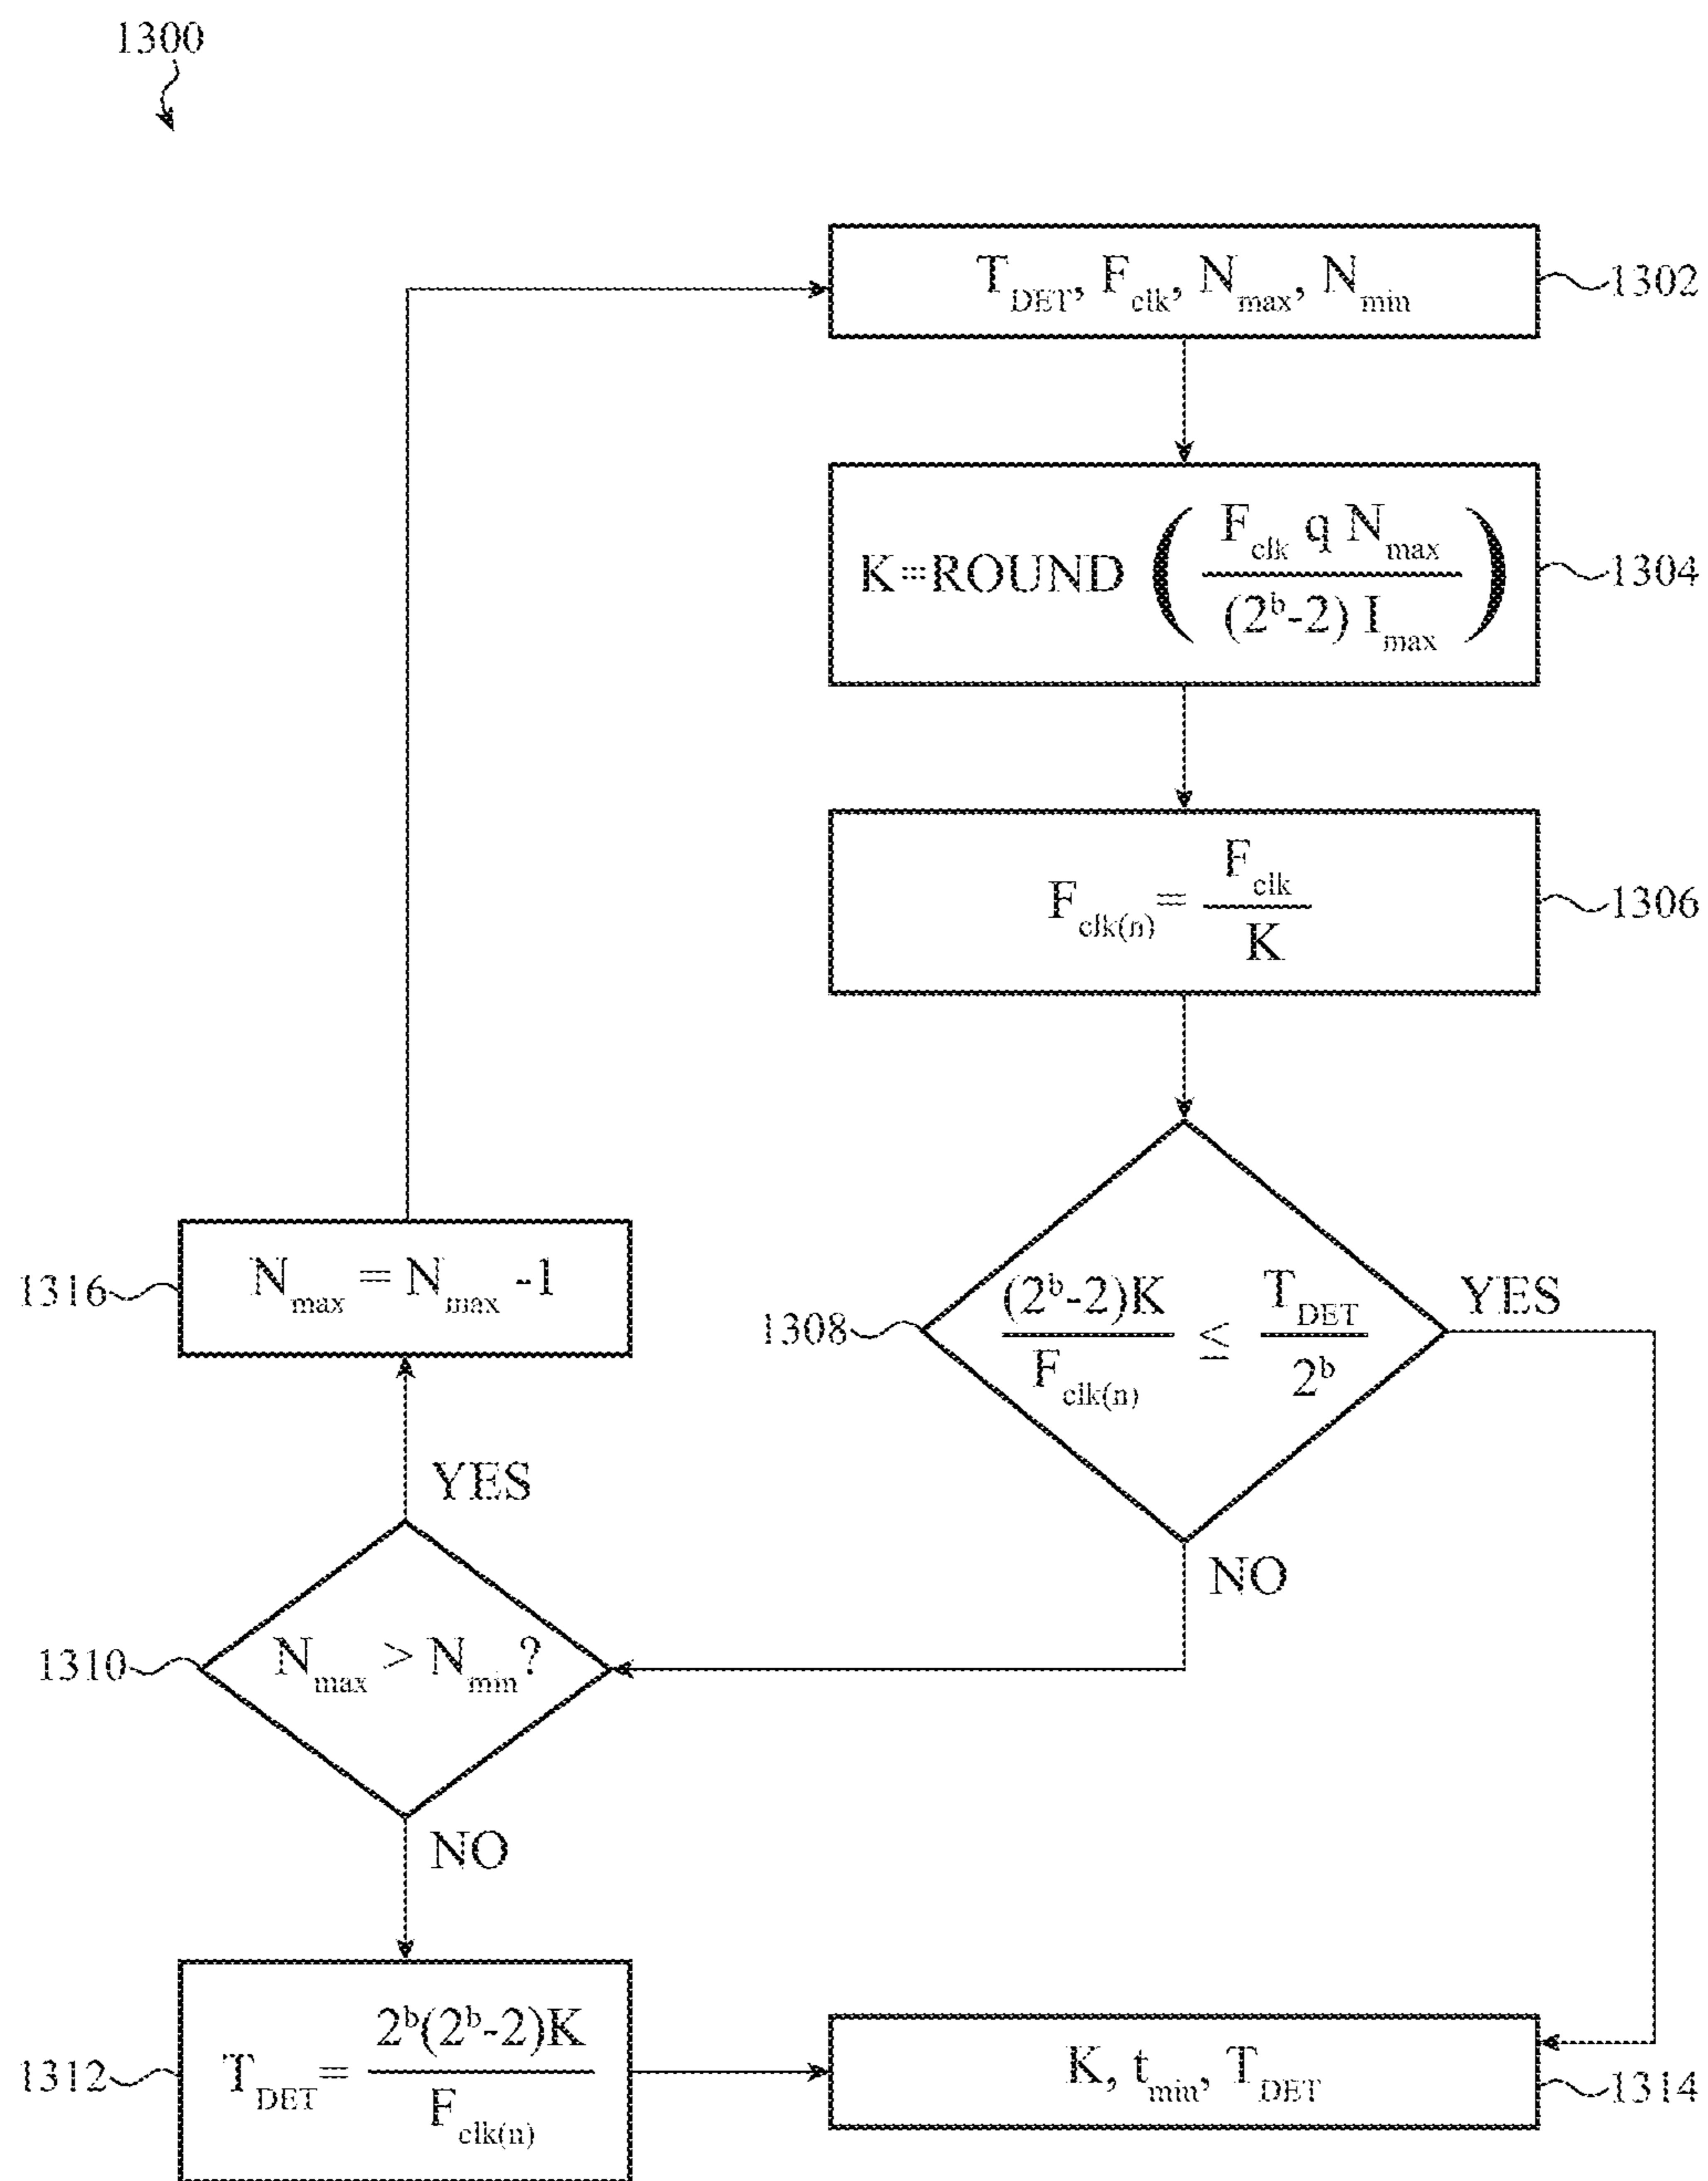 1300
T_DET, F_clk, N_max, N_min
1302
K=ROUND ( F_clk q N_max / (2^b-2) I_max )
1304
F_clk(n) = F_clk / K
1306
(2^b-2)K / F_clk(n) ≤ T_DET / 2^b
1308
YES
NO
N_max = N_max -1
1316
YES
N_max > N_min?
1310
NO
T_DET = 2^b(2^b-2)K / F_clk(n)
1312
K, t_min, T_DET
1314